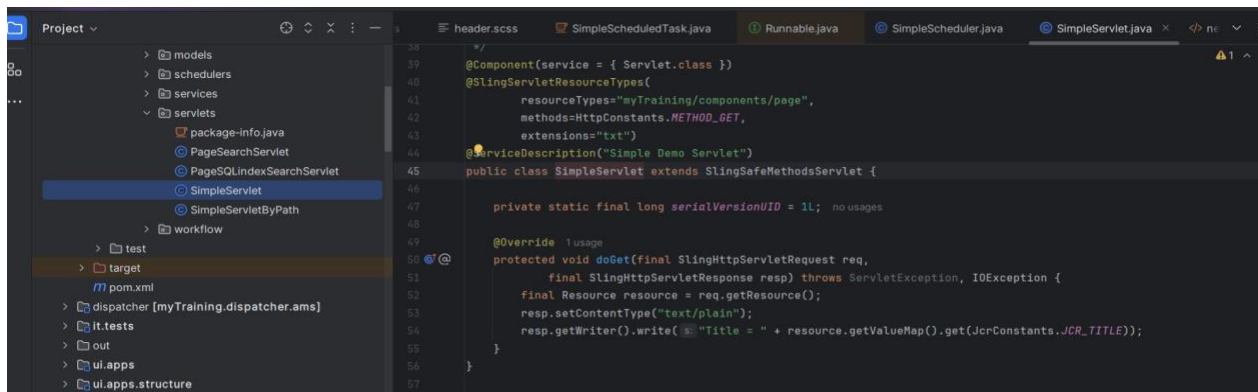 Project
header.scss
SimpleScheduledTask.java
Runnable.java
SimpleScheduler.java
SimpleServlet.java
models
schedulers
services
servlets
package-info.java
PageSearchServlet
PageSQLindexSearchServlet
SimpleServlet
SimpleServletByPath
workflow
test
target
pom.xml
dispatcher [myTraining.dispatcher.ams]
it.tests
out
ui.apps
ui.apps.structure
1
38 */
39 @Component(service = { Servlet.class })
40 @SlingServletResourceTypes(
41 resourceTypes="myTraining/components/page",
42 methods=HttpConstants.METHOD_GET,
43 extensions="txt")
44 @ServiceDescription("Simple Demo Servlet")
45 public class SimpleServlet extends SlingSafeMethodsServlet {
46
47 private static final long serialVersionUID = 1L; no usages
48
49 @Override 1 usage
50 protected void doGet(final SlingHttpServletRequest req,
51 final SlingHttpServletResponse resp) throws ServletException, IOException {
52 final Resource resource = req.getResource();
53 resp.setContentType("text/plain");
54 resp.getWriter().write( s: "Title = " + resource.getValueMap().get(JcrConstants.JCR_TITLE));
55 }
56 }
57